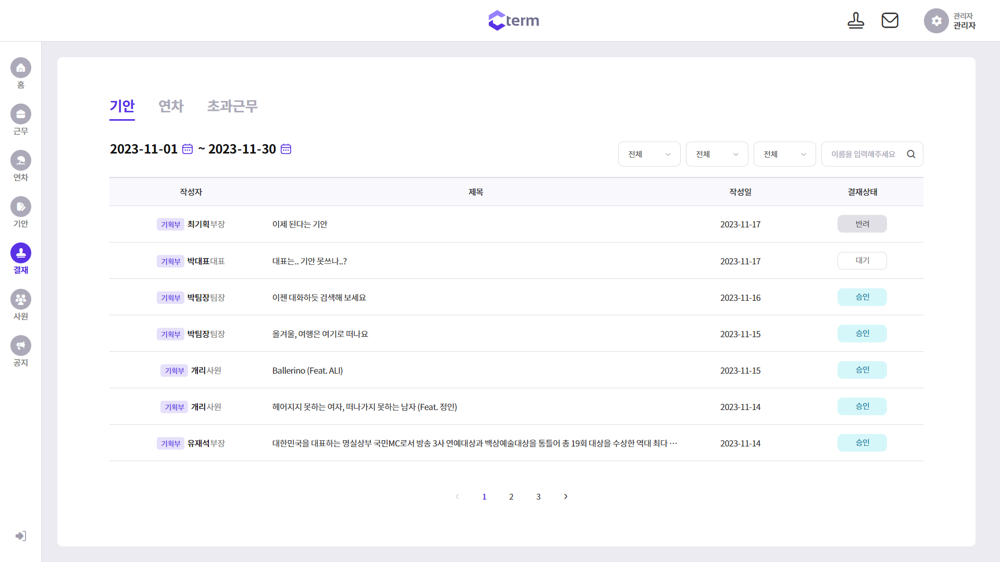 term
관리자
관리자
홈
근무
연차
기안
결재
사원
공지
기안 연차 초과근무
2023-11-01 ~ 2023-11-30
전체 전체 전체 이름을 입력해주세요
작성자 제목 작성일 결재상태
기획부 최기획부장 이제 된다는 기안 2023-11-17 반려
기획부 박대표대표 대표는.. 기안 못쓰나..? 2023-11-17 대기
기획부 박팀장팀장 이젠 대화하듯 검색해 보세요 2023-11-16 승인
기획부 박팀장팀장 올겨울, 여행은 여기로 떠나요 2023-11-15 승인
기획부 개리사원 Ballerino (Feat. ALI) 2023-11-15 승인
기획부 개리사원 헤어지지 못하는 여자, 떠나가지 못하는 남자 (Feat. 정인) 2023-11-14 승인
기획부 유재석부장 대한민국을 대표하는 명실상부 국민MC로서 방송 3사 연예대상과 백상예술대상을 통틀어 총 19회 대상을 수상한 역대 최다 … 2023-11-14 승인
1 2 3